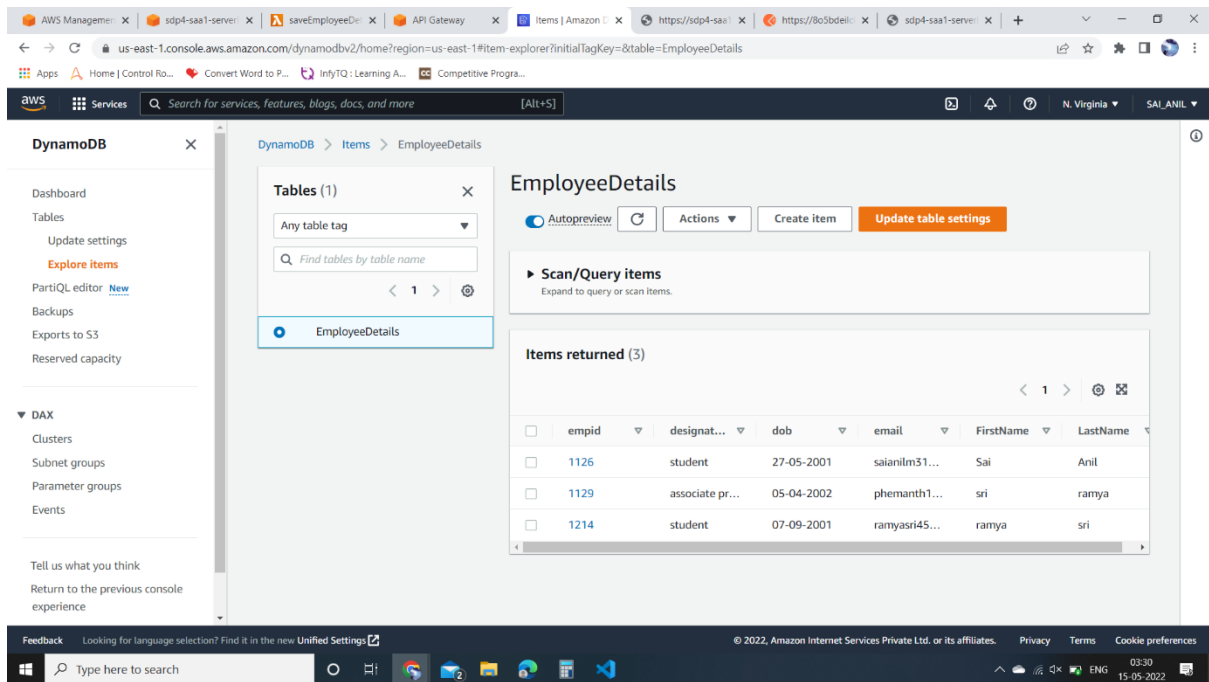 AWS Managemen
sdp4-saa1-server
saveEmployeeDet
API Gateway
Items | Amazon D
https://sdp4-saa1
https://8o5bdeilc
sdp4-saa1-server
us-east-1.console.aws.amazon.com/dynamodbv2/home?region=us-east-1#item-explorer?initialTagKey=&table=EmployeeDetails
Apps Home | Control Ro... Convert Word to P... InfyTQ : Learning A... CC Competitive Progra...
aws Services Search for services, features, blogs, docs, and more [Alt+S] N. Virginia SAI_ANIL
DynamoDB
Dashboard
Tables
Update settings
Explore items
PartiQL editor New
Backups
Exports to S3
Reserved capacity
DAX
Clusters
Subnet groups
Parameter groups
Events
Tell us what you think
Return to the previous console
experience
DynamoDB > Items > EmployeeDetails
Tables (1)
Any table tag
Find tables by table name
1
EmployeeDetails
EmployeeDetails
Autopreview Actions Create item Update table settings
Scan/Query items
Expand to query or scan items.
Items returned (3)
1
empid designat... dob email FirstName LastName
1126 student 27-05-2001 saianilm31... Sai Anil
1129 associate pr... 05-04-2002 phemanth1... sri ramya
1214 student 07-09-2001 ramyasri45... ramya sri
Feedback Looking for language selection? Find it in the new Unified Settings © 2022, Amazon Internet Services Private Ltd. or its affiliates. Privacy Terms Cookie preferences
Type here to search 2 ENG 03:30
15-05-2022